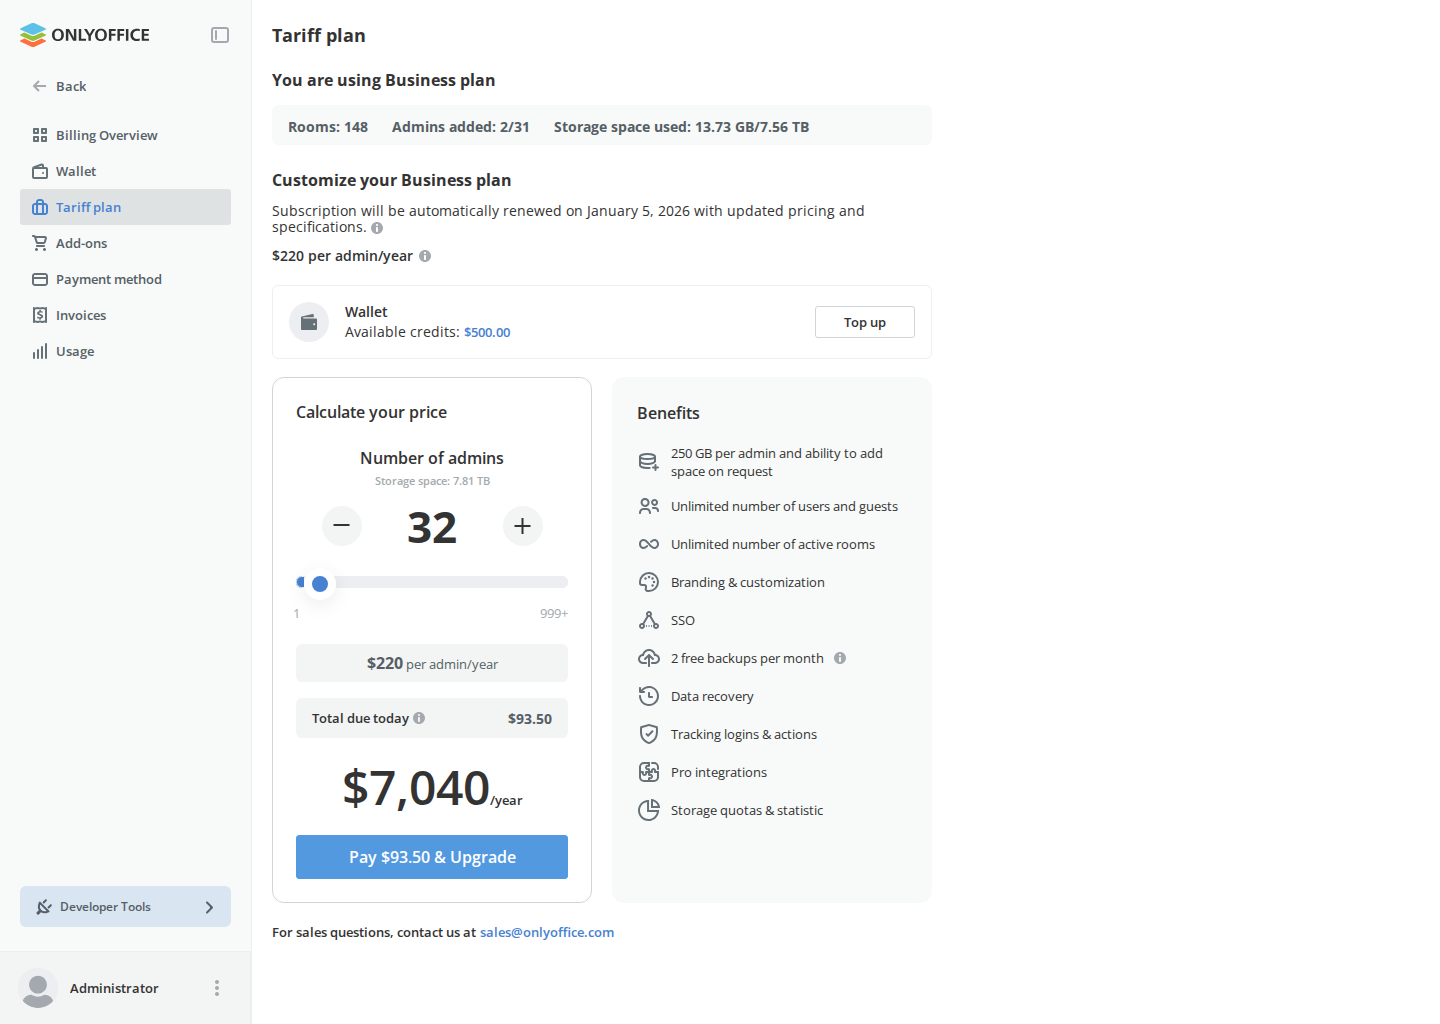 ONLYOFFICE
Back
Billing Overview
Wallet
Tariff plan
Add-ons
Payment method
Invoices
Usage
Developer Tools
Administrator
Tariff plan
You are using Business plan
Rooms: 148 Admins added: 2/31 Storage space used: 13.73 GB/7.56 TB
Customize your Business plan
Subscription will be automatically renewed on January 5, 2026 with updated pricing and
specifications.
$220 per admin/year
Wallet
Available credits: $500.00
Top up
Calculate your price
Number of admins
Storage space: 7.81 TB
32
1 999+
$220 per admin/year
Total due today $93.50
$7,040/year
Pay $93.50 & Upgrade
Benefits
250 GB per admin and ability to add
space on request
Unlimited number of users and guests
Unlimited number of active rooms
Branding & customization
SSO
2 free backups per month
Data recovery
Tracking logins & actions
Pro integrations
Storage quotas & statistic
For sales questions, contact us at sales@onlyoffice.com